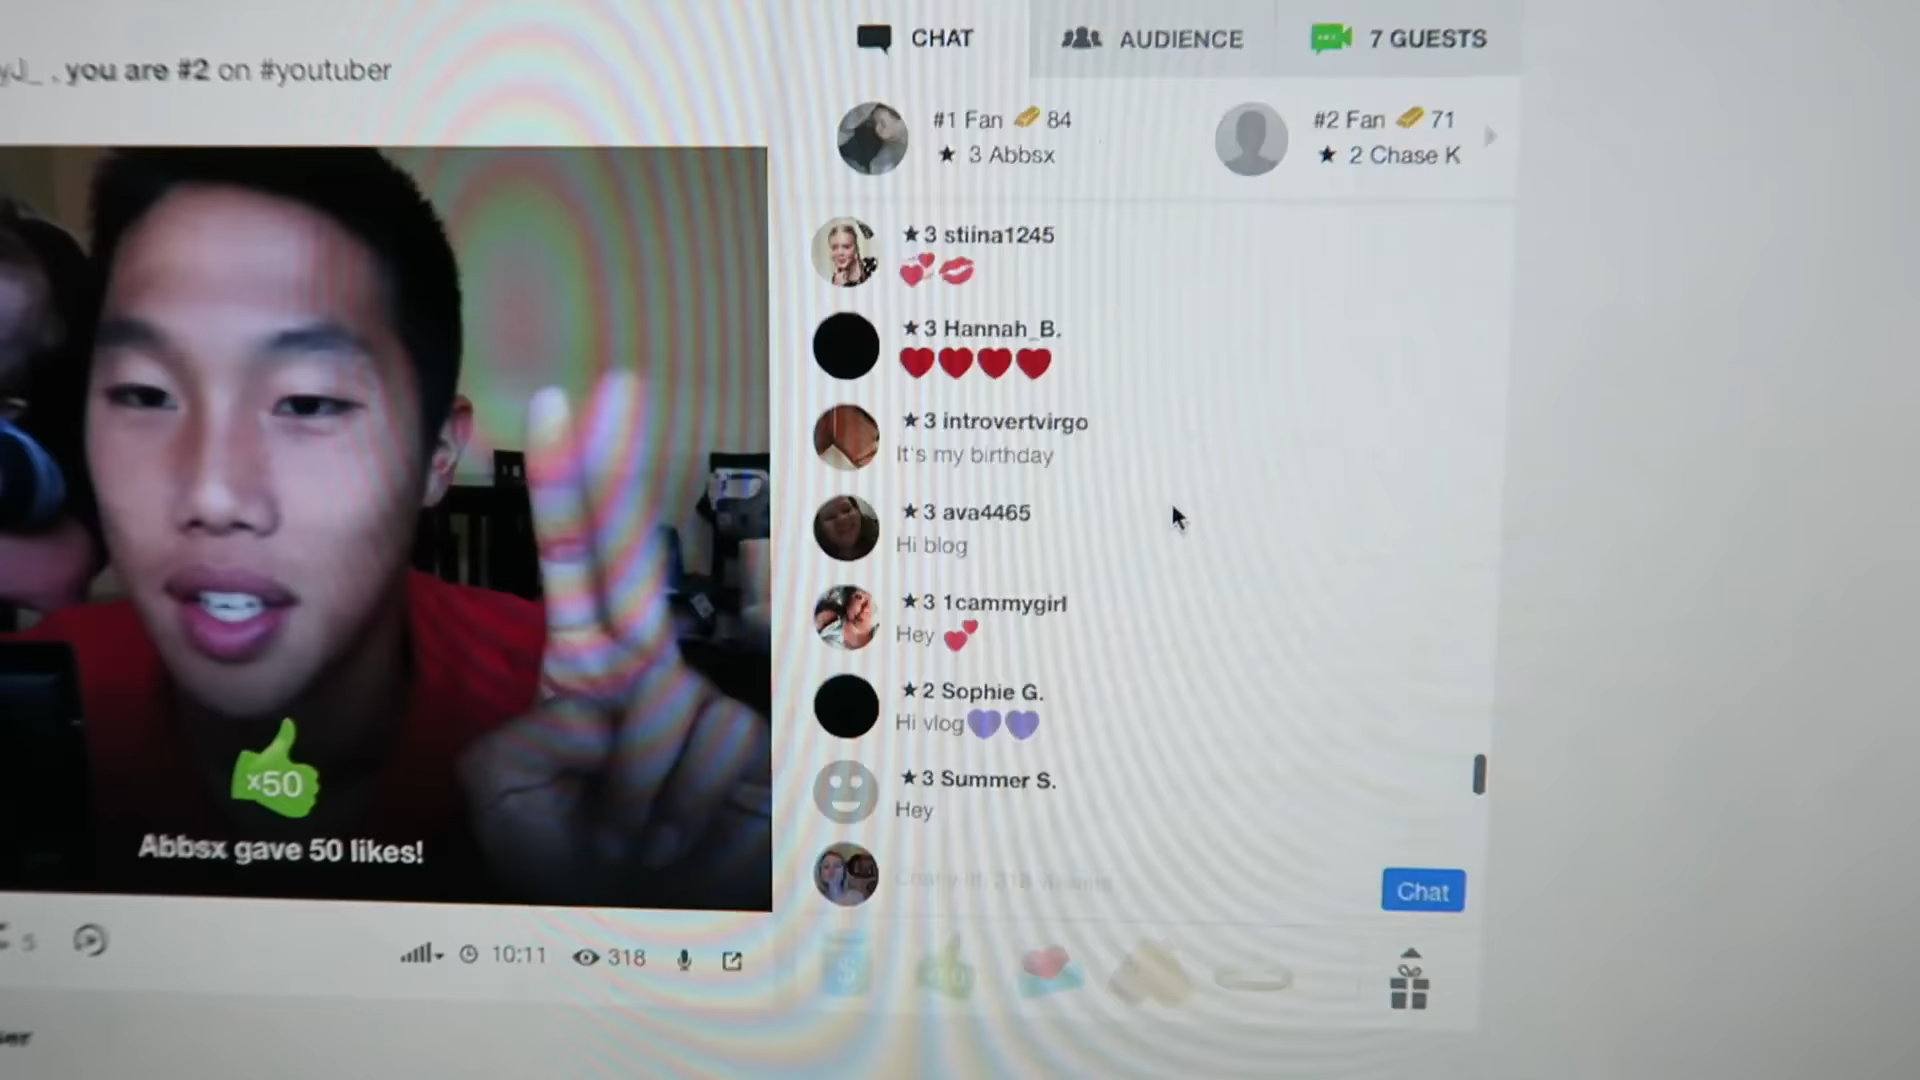 yJ_ , you are #2 on #youtuber
CHAT
AUDIENCE
7 GUESTS
#1 Fan 84
★ 3 Abbsx
#2 Fan 71
★ 2 Chase K
★3 stiina1245
★3 Hannah_B.
★3 introvertvirgo
It's my birthday
★3 ava4465
Hi blog
★3 1cammygirl
Hey
★2 Sophie G.
Hi vlog
★3 Summer S.
Hey
Chat
x50
Abbsx gave 50 likes!
5
10:11
318